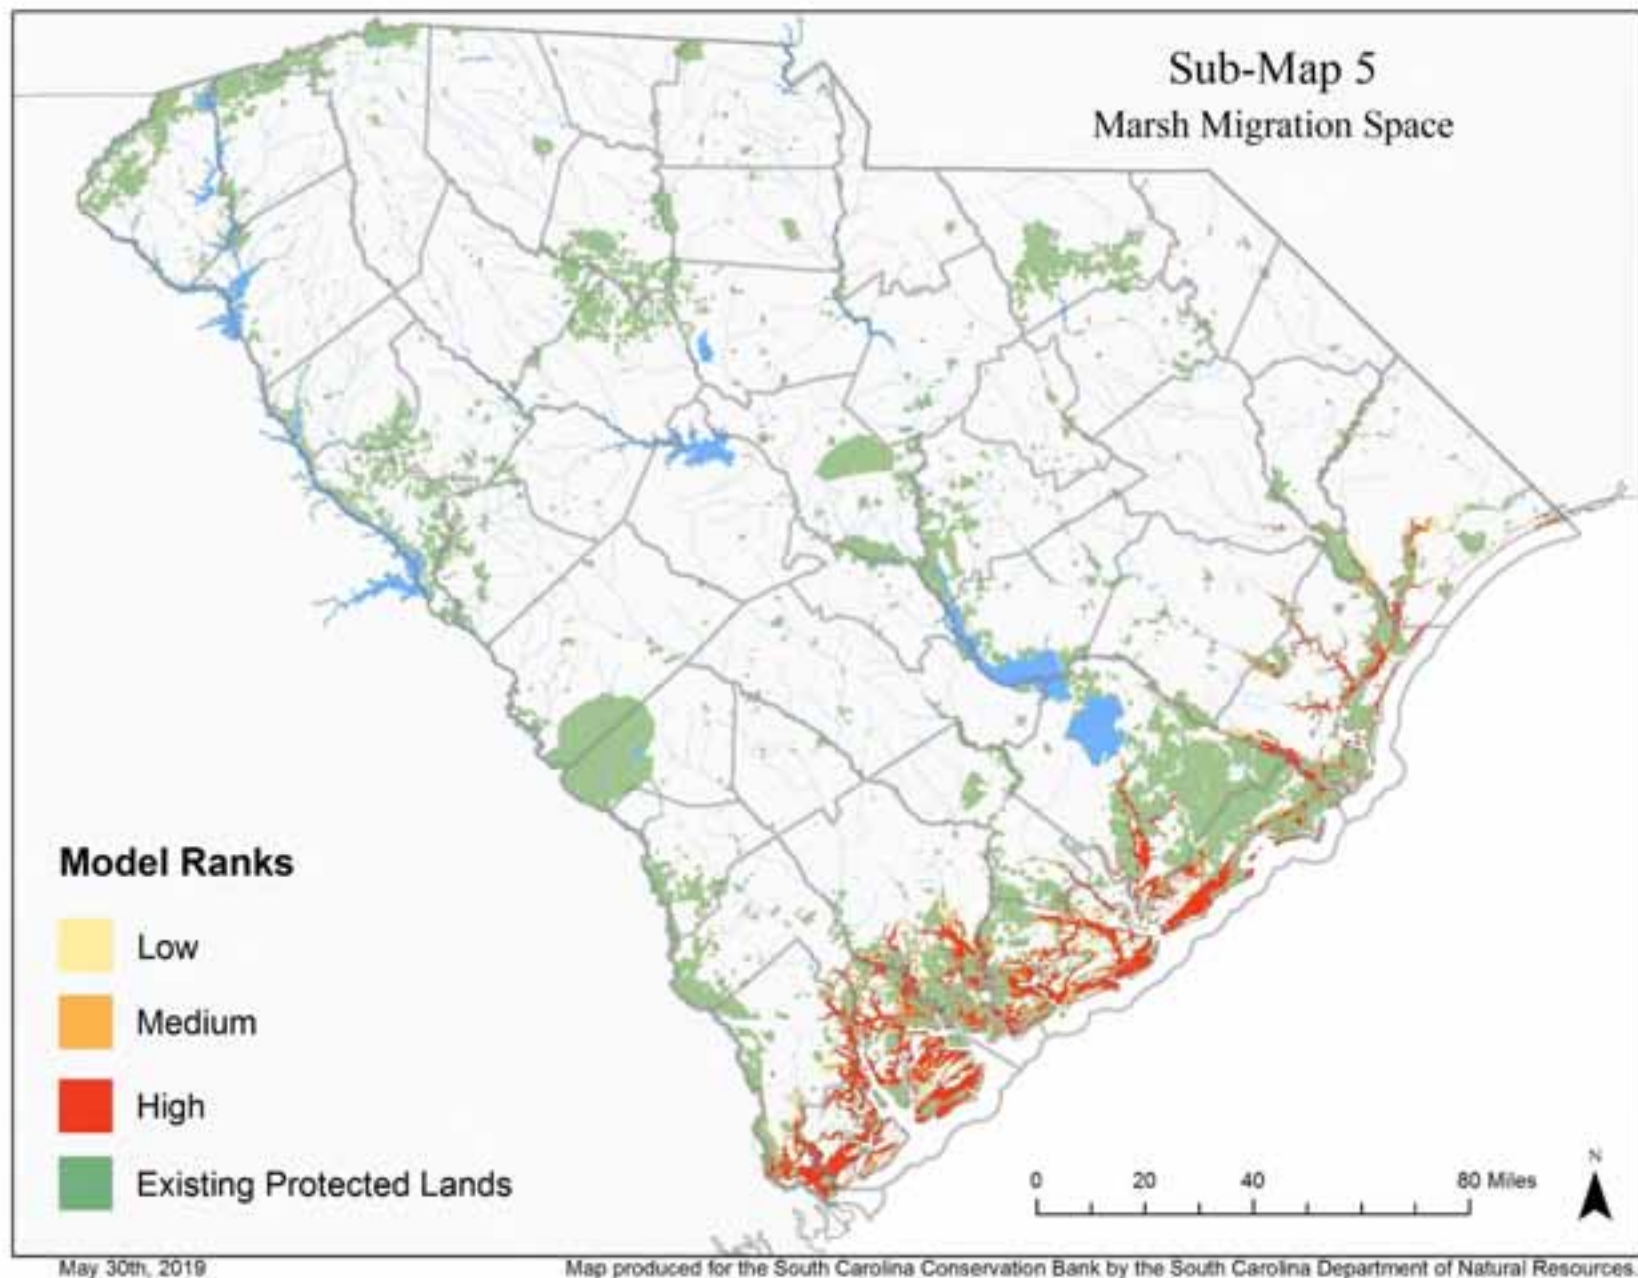 Sub-Map 5
Marsh Migration Space
Model Ranks
Low
Medium
High
Existing Protected Lands
0 20 40 80 Miles
N
May 30th, 2019
Map produced for the South Carolina Conservation Bank by the South Carolina Department of Natural Resources.